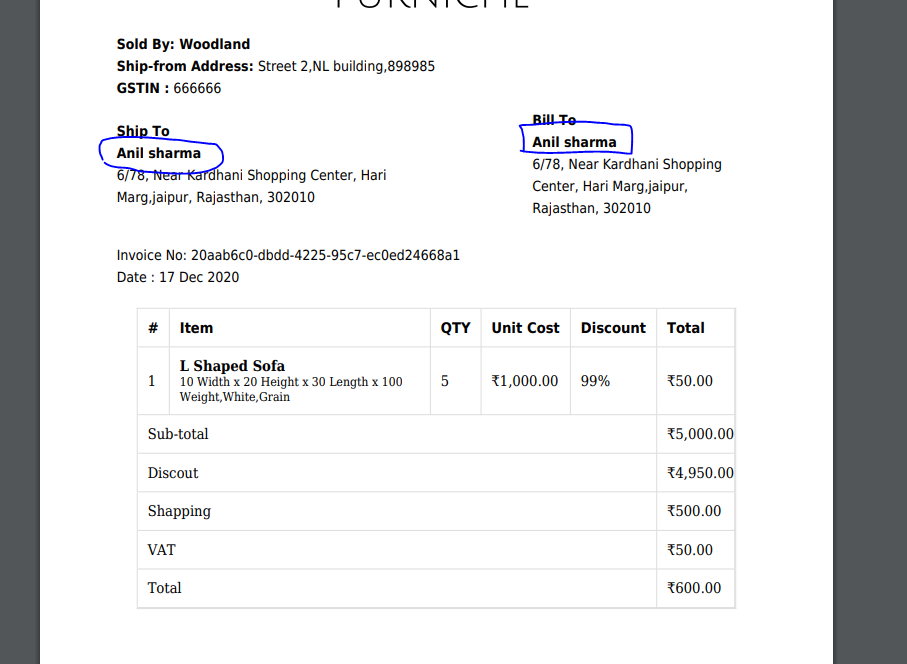 FURNICHE
Sold By: Woodland
Ship-from Address: Street 2,NL building,898985
GSTIN : 666666
Ship To
Anil sharma
6/78, Near Kardhani Shopping Center, Hari
Marg,jaipur, Rajasthan, 302010
Bill To
Anil sharma
6/78, Near Kardhani Shopping
Center, Hari Marg,jaipur,
Rajasthan, 302010
Invoice No: 20aab6c0-dbdd-4225-95c7-ec0ed24668a1
Date : 17 Dec 2020
# Item QTY Unit Cost Discount Total
L Shaped Sofa
1 10 Width x 20 Height x 30 Length x 100 5 ₹1,000.00 99% ₹50.00
Weight,White,Grain
Sub-total ₹5,000.00
Discout ₹4,950.00
Shapping ₹500.00
VAT ₹50.00
Total ₹600.00